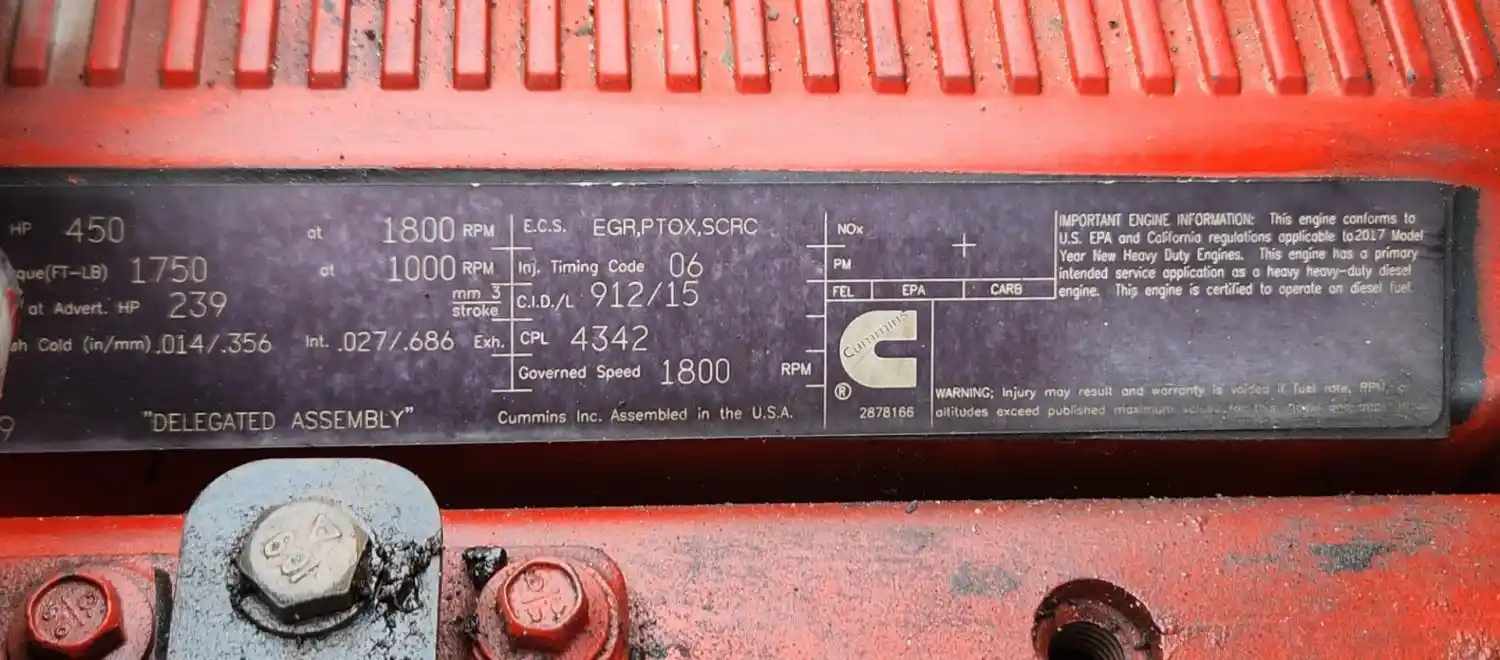 HP 450 at 1800 RPM
que(FT-LB) 1750 at 1000 RPM
at Advert. HP 239 mm 3 stroke
sh Cold (in/mm) .014/.356 Int. .027/.686 Exh.
9 "DELEGATED ASSEMBLY"
E.C.S. EGR,PTOX,SCRC
Inj. Timing Code 06
C.I.D./L 912/15
CPL 4342
Governed Speed 1800 RPM
Cummins Inc. Assembled in the U.S.A.
NOx
PM
FEL EPA CARB
Cummins
®
2878166
IMPORTANT ENGINE INFORMATION: This engine conforms to
U.S. EPA and California regulations applicable to 2017 Model
Year New Heavy Duty Engines. This engine has a primary
intended service application as a heavy heavy-duty diesel
engine. This engine is certified to operate on diesel fuel.
WARNING; Injury may result and warranty is voided if fuel rate, RPM,
altitudes exceed published maximum values for this model and